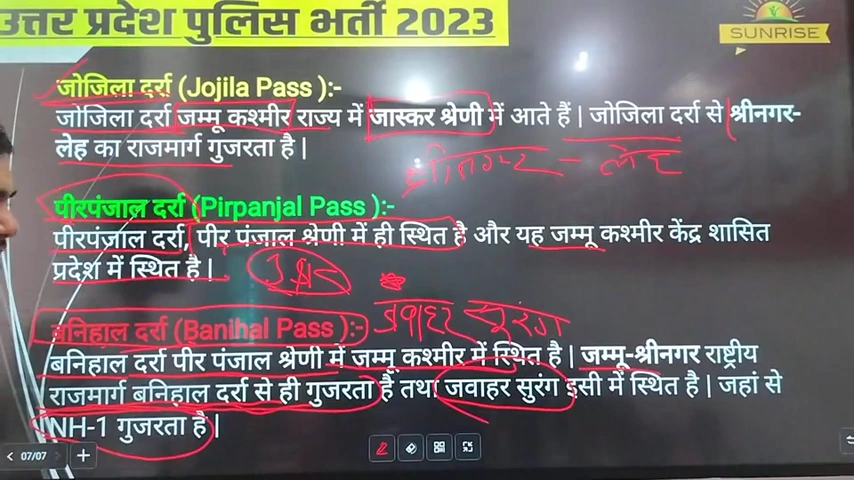 उत्तर प्रदेश पुलिस भर्ती 2023
SUNRISE
जोजिला दर्रा (Jojila Pass ):-
जोजिला दर्रा जम्मू कश्मीर राज्य में जास्कर श्रेणी में आते हैं | जोजिला दर्रा से श्रीनगर-
लेह का राजमार्ग गुजरता है |
श्रीनगर - लेह
पीरपंजाल दर्रा (Pirpanjal Pass ):-
पीरपंजाल दर्रा, पीर पंजाल श्रेणी में ही स्थित है और यह जम्मू कश्मीर केंद्र शासित
प्रदेश में स्थित है |
J&K
जवाहर सुरंग
बनिहाल दर्रा (Banihal Pass ):-
बनिहाल दर्रा पीर पंजाल श्रेणी में जम्मू कश्मीर में स्थित है | जम्मू-श्रीनगर राष्ट्रीय
राजमार्ग बनिहाल दर्रा से ही गुजरता है तथा जवाहर सुरंग इसी में स्थित है | जहां से
NH-1 गुजरता है |
07/07